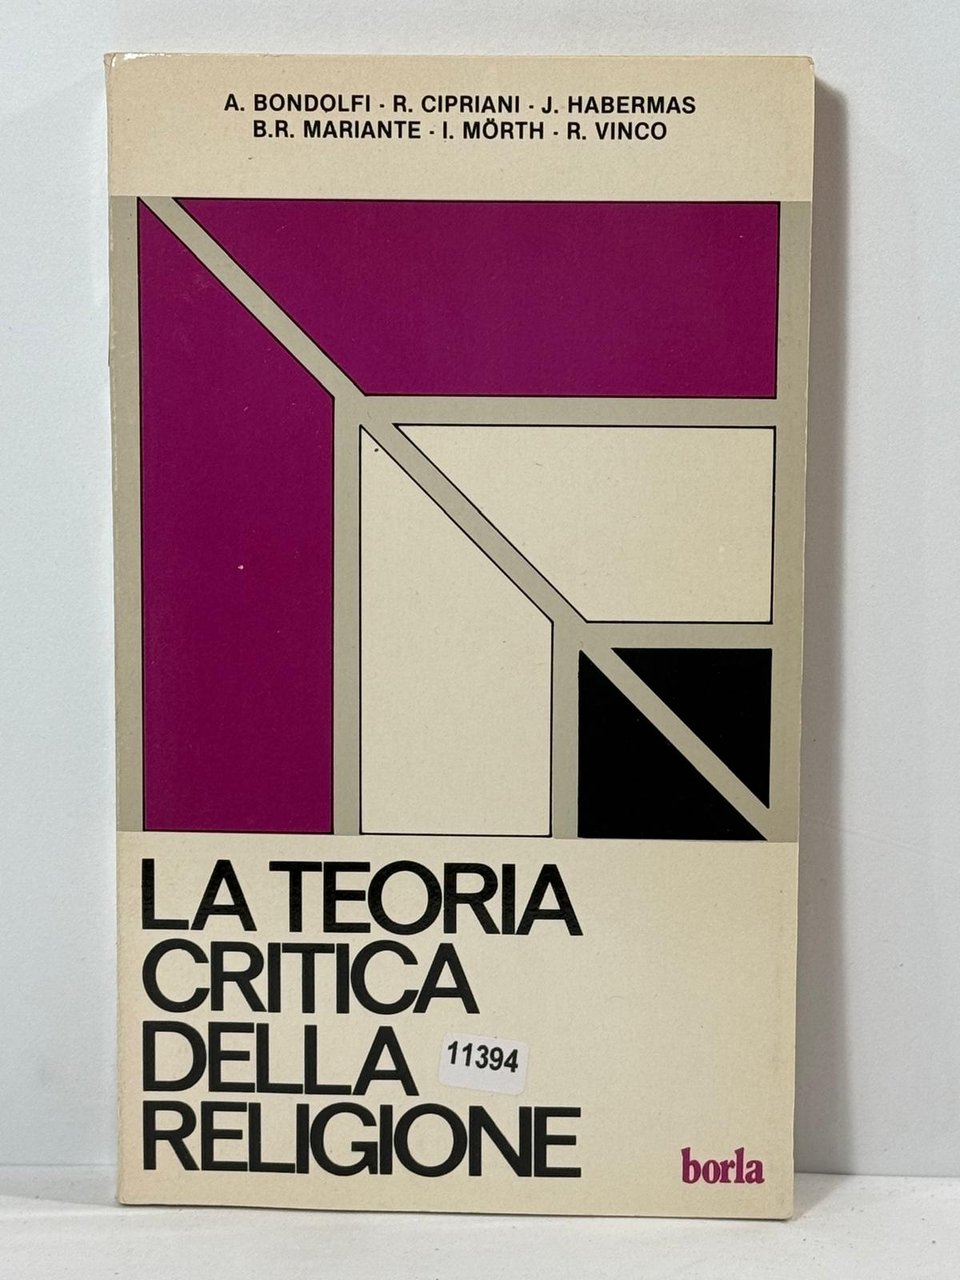 A. BONDOLFI · R. CIPRIANI · J. HABERMAS
B.R. MARIANTE · I. MÖRTH · R. VINCO
LA TEORIA
CRITICA
DELLA
11394
RELIGIONE
borla